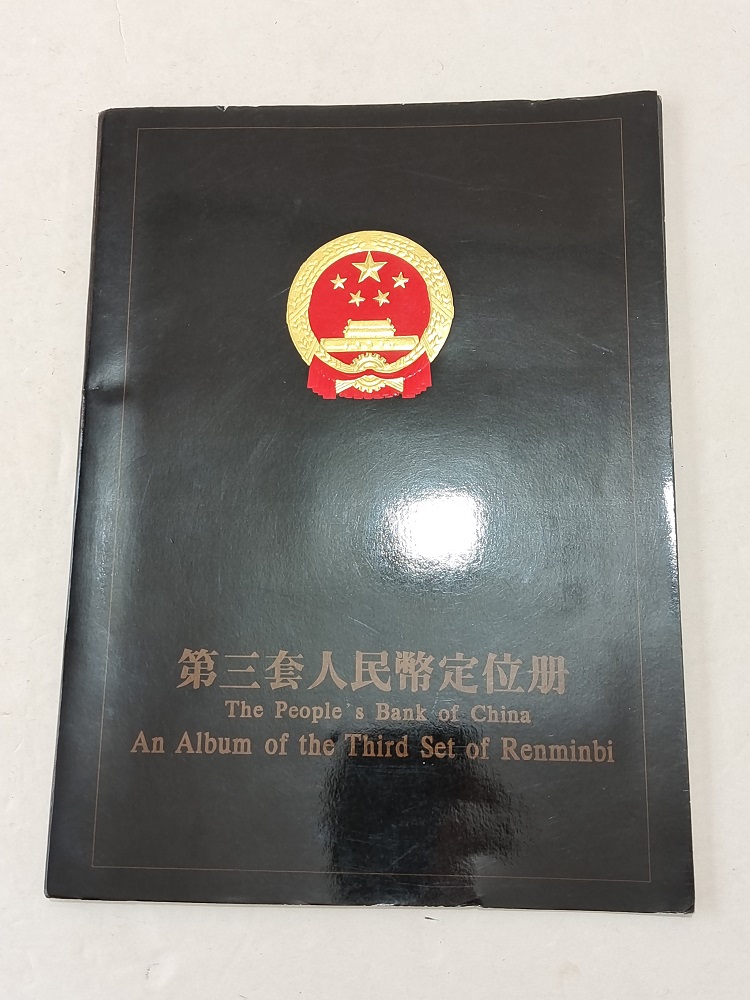 第三套人民幣定位册
The People's Bank of China
An Album of the Third Set of Renminbi